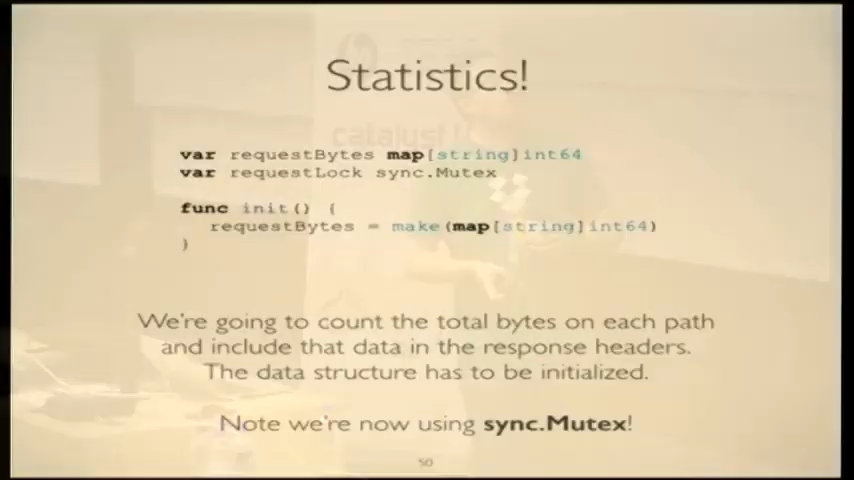 Statistics!
catalyst
var requestBytes map[string]int64
var requestLock sync.Mutex
func init() {
requestBytes = make(map[string]int64)
}
We're going to count the total bytes on each path
and include that data in the response headers.
The data structure has to be initialized.
Note we're now using sync.Mutex!
50